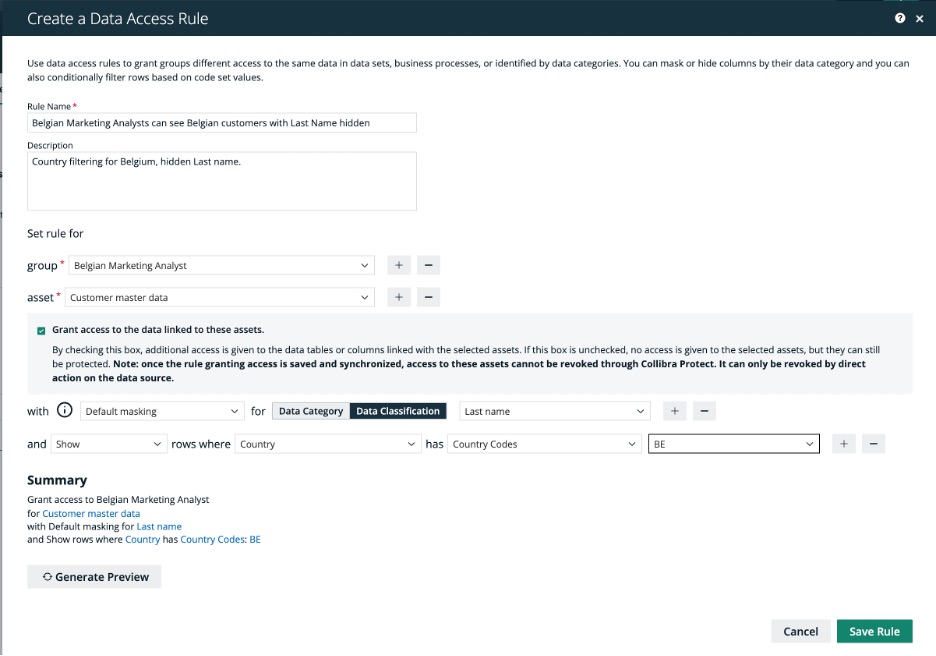 Create a Data Access Rule
Use data access rules to grant groups different access to the same data in data sets, business processes, or identified by data categories. You can mask or hide columns by their data category and you can
also conditionally filter rows based on code set values.
Rule Name *
Belgian Marketing Analysts can see Belgian customers with Last Name hidden
Description
Country filtering for Belgium, hidden Last name.
Set rule for
group * Belgian Marketing Analyst + −
asset * Customer master data + −
Grant access to the data linked to these assets.
By checking this box, additional access is given to the data tables or columns linked with the selected assets. If this box is unchecked, no access is given to the selected assets, but they can still
be protected. Note: once the rule granting access is saved and synchronized, access to these assets cannot be revoked through Collibra Protect. It can only be revoked by direct
action on the data source.
with Default masking for Data Category Data Classification Last name + −
and Show rows where Country has Country Codes BE + −
Summary
Grant access to Belgian Marketing Analyst
for Customer master data
with Default masking for Last name
and Show rows where Country has Country Codes: BE
Generate Preview
Cancel Save Rule